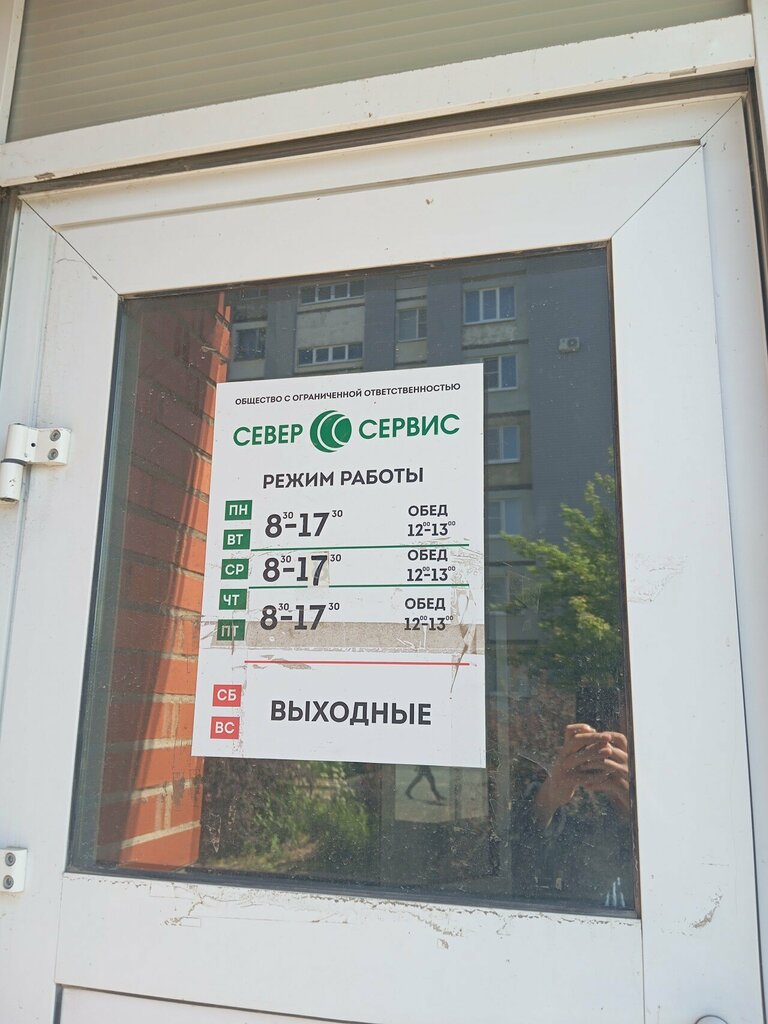 ОБЩЕСТВО С ОГРАНИЧЕННОЙ ОТВЕТСТВЕННОСТЬЮ
СЕВЕР СЕРВИС
РЕЖИМ РАБОТЫ
ПН
ВТ
8³⁰-17³⁰ ОБЕД 12⁰⁰-13⁰⁰
СР 8³⁰-17³⁰ ОБЕД 12⁰⁰-13⁰⁰
ЧТ
ПТ
8³⁰-17³⁰ ОБЕД 12⁰⁰-13⁰⁰
СБ
ВС
ВЫХОДНЫЕ